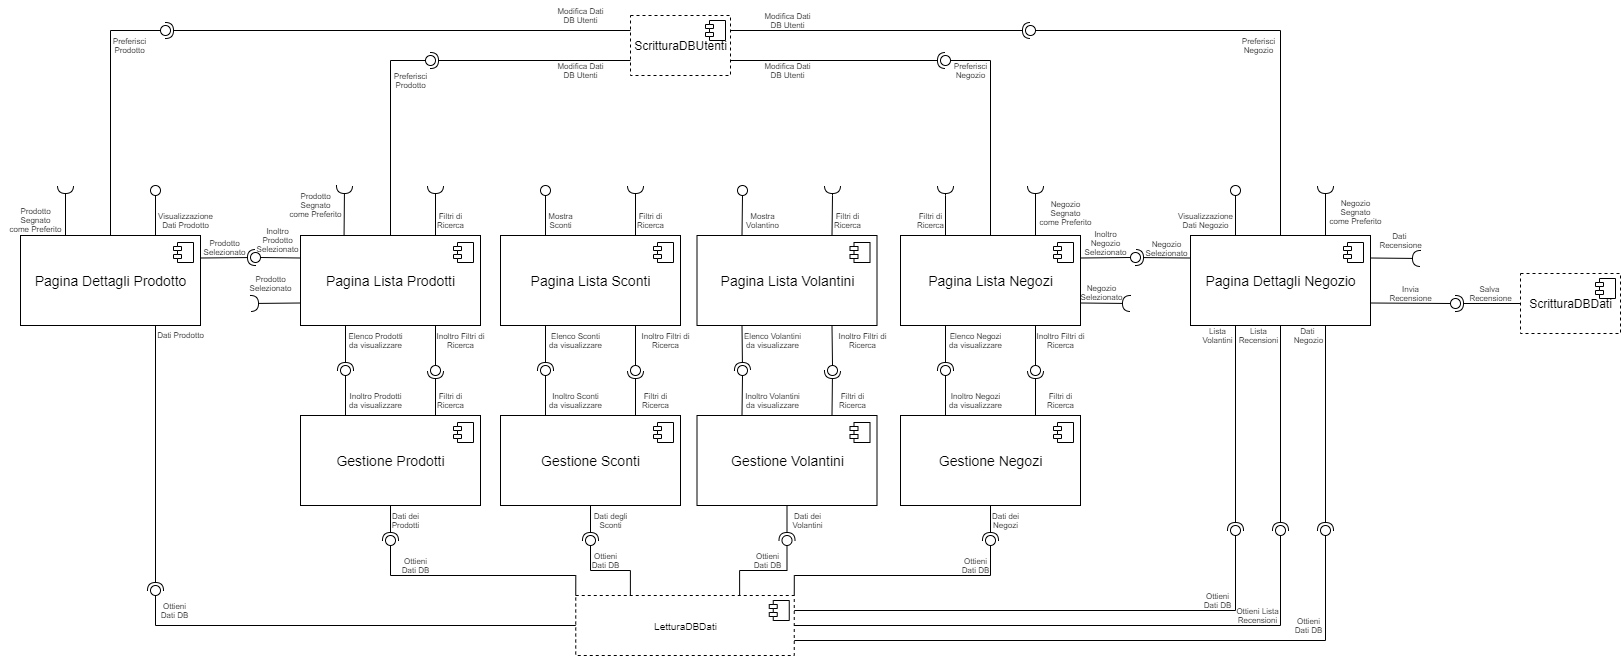 Modifica Dati
DB Utenti
Modifica Dati
DB Utenti
Preferisci
Prodotto
ScritturaDBUtenti
Preferisci
Negozio
Modifica Dati
DB Utenti
Modifica Dati
DB Utenti
Preferisci
Prodotto
Preferisci
Negozio
Prodotto
Segnato
come Preferito
Visualizzazione
Dati Prodotto
Prodotto
Segnato
come Preferito
Filtri di
Ricerca
Mostra
Sconti
Filtri di
Ricerca
Mostra
Volantino
Filtri di
Ricerca
Filtri di
Ricerca
Negozio
Segnato
come Preferito
Visualizzazione
Dati Negozio
Negozio
Segnato
come Preferito
Prodotto
Selezionato
Inoltro
Prodotto
Selezionato
Inoltro
Negozio
Selezionato
Negozio
Selezionato
Dati
Recensione
Pagina Dettagli Prodotto
Prodotto
Selezionato
Pagina Lista Prodotti
Pagina Lista Sconti
Pagina Lista Volantini
Pagina Lista Negozi
Negozio
Selezionato
Pagina Dettagli Negozio
Invia
Recensione
Salva
Recensione
ScritturaDBDati
Dati Prodotto
Elenco Prodotti
da visualizzare
Inoltro Filtri di
Ricerca
Elenco Sconti
da visualizzare
Inoltro Filtri di
Ricerca
Elenco Volantini
da visualizzare
Inoltro Filtri di
Ricerca
Elenco Negozi
da visualizzare
Inoltro Filtri di
Ricerca
Lista
Volantini
Lista
Recensioni
Dati
Negozio
Inoltro Prodotti
da visualizzare
Filtri di
Ricerca
Inoltro Sconti
da visualizzare
Filtri di
Ricerca
Inoltro Volantini
da visualizzare
Filtri di
Ricerca
Inoltro Negozi
da visualizzare
Filtri di
Ricerca
Gestione Prodotti
Gestione Sconti
Gestione Volantini
Gestione Negozi
Dati dei
Prodotti
Dati degli
Sconti
Dati dei
Volantini
Dati dei
Negozi
Ottieni
Dati DB
Ottieni
Dati DB
Ottieni
Dati DB
Ottieni
Dati DB
Ottieni
Dati DB
LetturaDBDati
Ottieni
Dati DB
Ottieni Lista
Recensioni
Ottieni
Dati DB